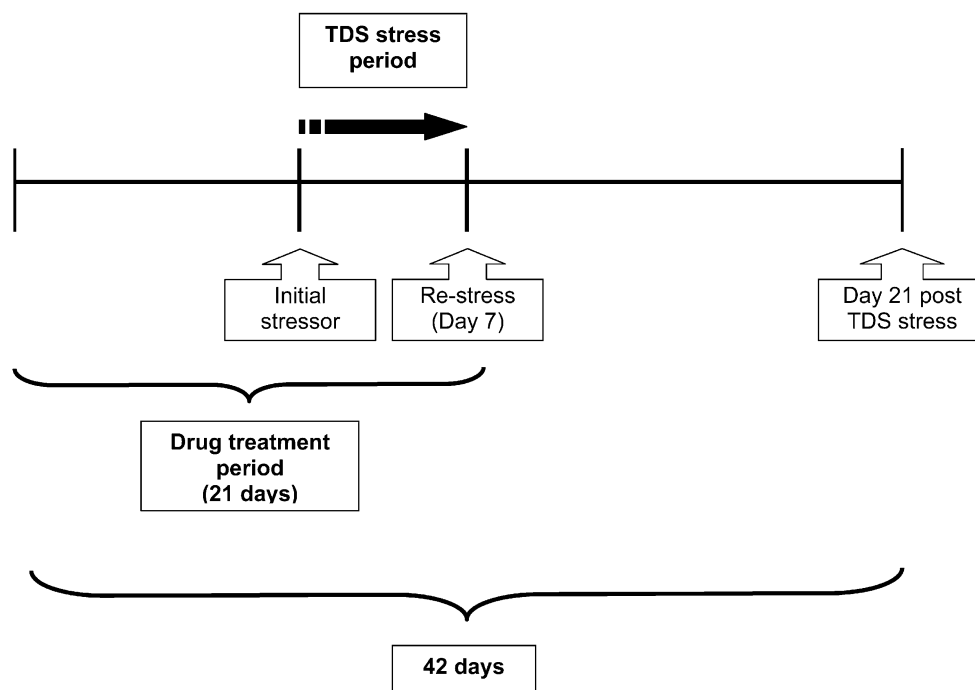 TDS stress
period
Initial
stressor
Re-stress
(Day 7)
Day 21 post
TDS stress
Drug treatment
period
(21 days)
42 days